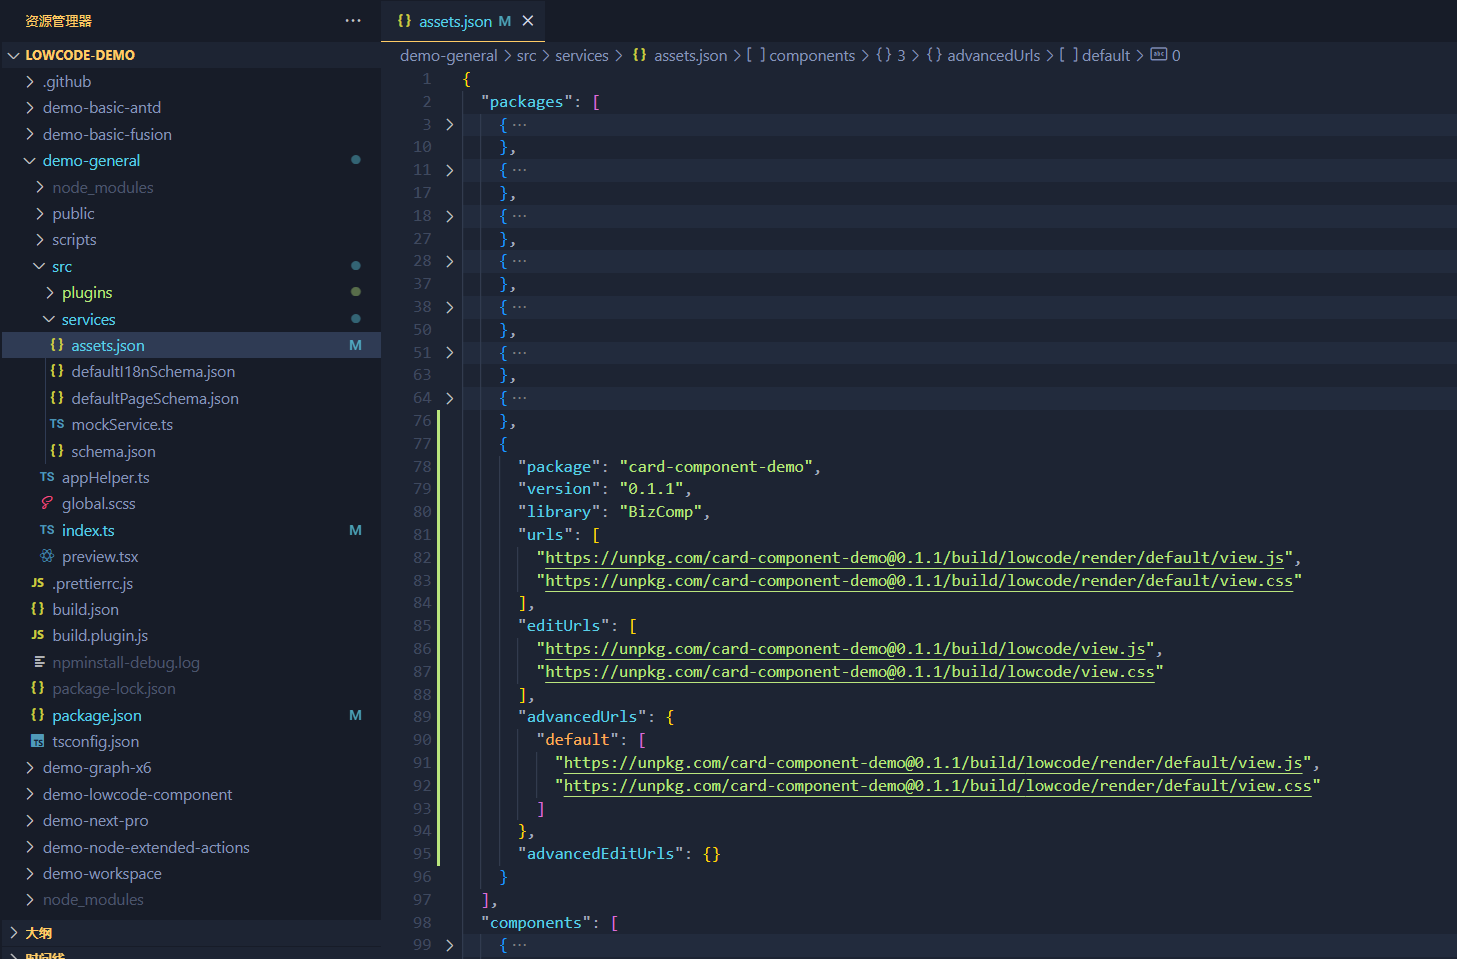 资源管理器
···
LOWCODE-DEMO
.github
demo-basic-antd
demo-basic-fusion
demo-general
node_modules
public
scripts
src
plugins
services
{} assets.json M
{} defaultI18nSchema.json
{} defaultPageSchema.json
TS mockService.ts
{} schema.json
TS appHelper.ts
global.scss
TS index.ts M
preview.tsx
JS .prettierrc.js
{} build.json
JS build.plugin.js
npminstall-debug.log
{} package-lock.json
{} package.json M
TS tsconfig.json
demo-graph-x6
demo-lowcode-component
demo-next-pro
demo-node-extended-actions
demo-workspace
node_modules
大纲
时间线
{} assets.json M ×
demo-general > src > services > {} assets.json > [ ] components > {} 3 > {} advancedUrls > [ ] default > abc 0
1 {
2 "packages": [
3 { ···
10 },
11 { ···
17 },
18 { ···
27 },
28 { ···
37 },
38 { ···
50 },
51 { ···
63 },
64 { ···
76 },
77 {
78 "package": "card-component-demo",
79 "version": "0.1.1",
80 "library": "BizComp",
81 "urls": [
82 "https://unpkg.com/card-component-demo@0.1.1/build/lowcode/render/default/view.js",
83 "https://unpkg.com/card-component-demo@0.1.1/build/lowcode/render/default/view.css"
84 ],
85 "editUrls": [
86 "https://unpkg.com/card-component-demo@0.1.1/build/lowcode/view.js",
87 "https://unpkg.com/card-component-demo@0.1.1/build/lowcode/view.css"
88 ],
89 "advancedUrls": {
90 "default": [
91 "https://unpkg.com/card-component-demo@0.1.1/build/lowcode/render/default/view.js",
92 "https://unpkg.com/card-component-demo@0.1.1/build/lowcode/render/default/view.css"
93 ]
94 },
95 "advancedEditUrls": {}
96 }
97 ],
98 "components": [
99 { ···